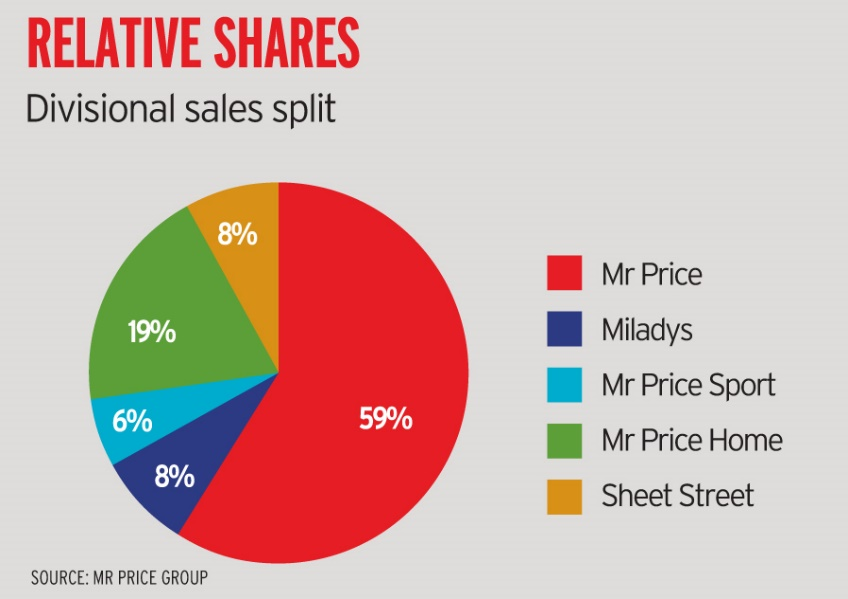 RELATIVE SHARES
Divisional sales split
8%
19%
6%
8%
59%
Mr Price
Miladys
Mr Price Sport
Mr Price Home
Sheet Street
SOURCE: MR PRICE GROUP